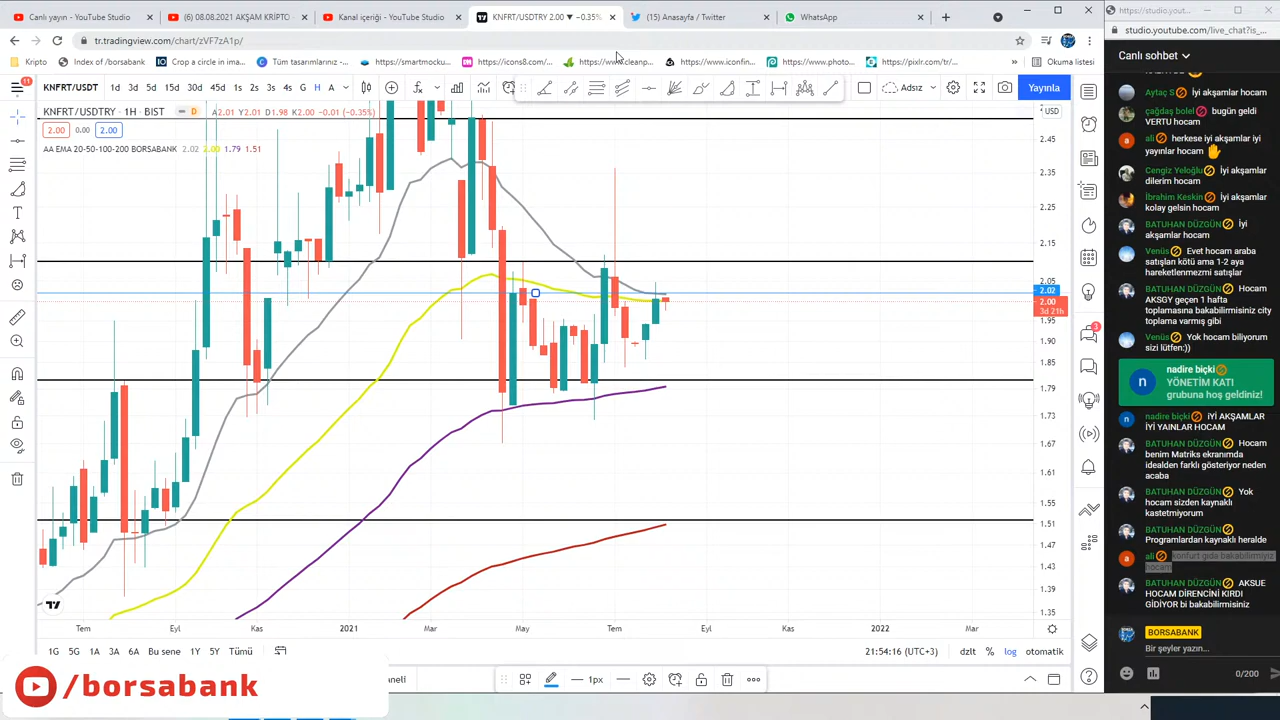 Canlı yayın - YouTube Studio
(6) 08.08.2021 AKŞAM KRİPTO
Kanal içeriği - YouTube Studio
KNFRT/USDTRY 2.00 ▼ −0.35%
(15) Anasayfa / Twitter
WhatsApp
tr.tradingview.com/chart/zVF7zA1p/
Kripto
Index of /borsabank
Crop a circle in imag...
Tüm tasarımlarınız -...
https://smartmocku...
https://icons8.com/...
https://www.cleanp...
https://www.iconfin...
https://www.photo...
https://pixlr.com/tr/...
Okuma listesi
11
KNFRT/USDT
1d 3d 5d 15d 30d 45d 1S 2S 3S 4S G H A
Adsız
Yayınla
KNFRT/USDTRY · 1H · BIST
D
A2.01 Y2.01 D1.98 K2.00 −0.01 (−0.35%)
2.00 0.00 2.00
AA EMA 20-50-100-200 BORSABANK 2.02 2.00 1.79 1.51
USD
2.45
2.35
2.25
2.15
2.05
2.02
2.00
3d 21h
1.95
1.90
1.85
1.79
1.73
1.67
1.61
1.55
1.51
1.47
1.43
1.39
1.35
Tem Eyl Kas 2021 Mar May Tem Eyl Kas 2022 Mar
1G 5G 1A 3A 6A Bu sene 1Y 5Y Tümü
21:54:16 (UTC+3)
dzlt % log otomatik
/borsabank
aneli
1px
3
https://studio.y...
studio.youtube.com/live_chat?is_...
Canlı sohbet
Aytaç S İyi akşamlar hocam
çağdaş bolel bugün geldi
VERTU hocam
ali herkese iyi akşamlar iyi
yayınlar hocam
Cengiz Yeloğlu İyi akşamlar
dilerim hocam
İbrahim Keskin iyi akşamlar
kolay gelsin hocam
BATUHAN DÜZGÜN İyi
akşamlar hocam
Venüs Evet hocam araba
satışları kötü ama 1-2 aya
hareketlenmezmi satışlar
BATUHAN DÜZGÜN Hocam
AKSGY geçen 1 hafta
toplamasına bakabilirmisiniz city
toplama varmış gibi
Venüs Yok hocam biliyorum
sizi lütfen:))
n
nadire biçki
YÖNETİM KATI
grubuna hoş geldiniz!
nadire biçki İYİ AKŞAMLAR
İYİ YAINLAR HOCAM
BATUHAN DÜZGÜN Hocam
benim Matriks ekranımda
idealden farklı gösteriyor neden
acaba
BATUHAN DÜZGÜN Yok
hocam sizden kaynaklı
kastetmiyorum
BATUHAN DÜZGÜN
Programlardan kaynaklı heralde
ali konfurt gıda bakabilirmiyiz
hocam
BATUHAN DÜZGÜN AKSUE
HOCAM DİRENCİNİ KIRDI
GİDİYOR bi bakabilirmisiniz
BORSABANK
Bir şeyler yazın...
0/200